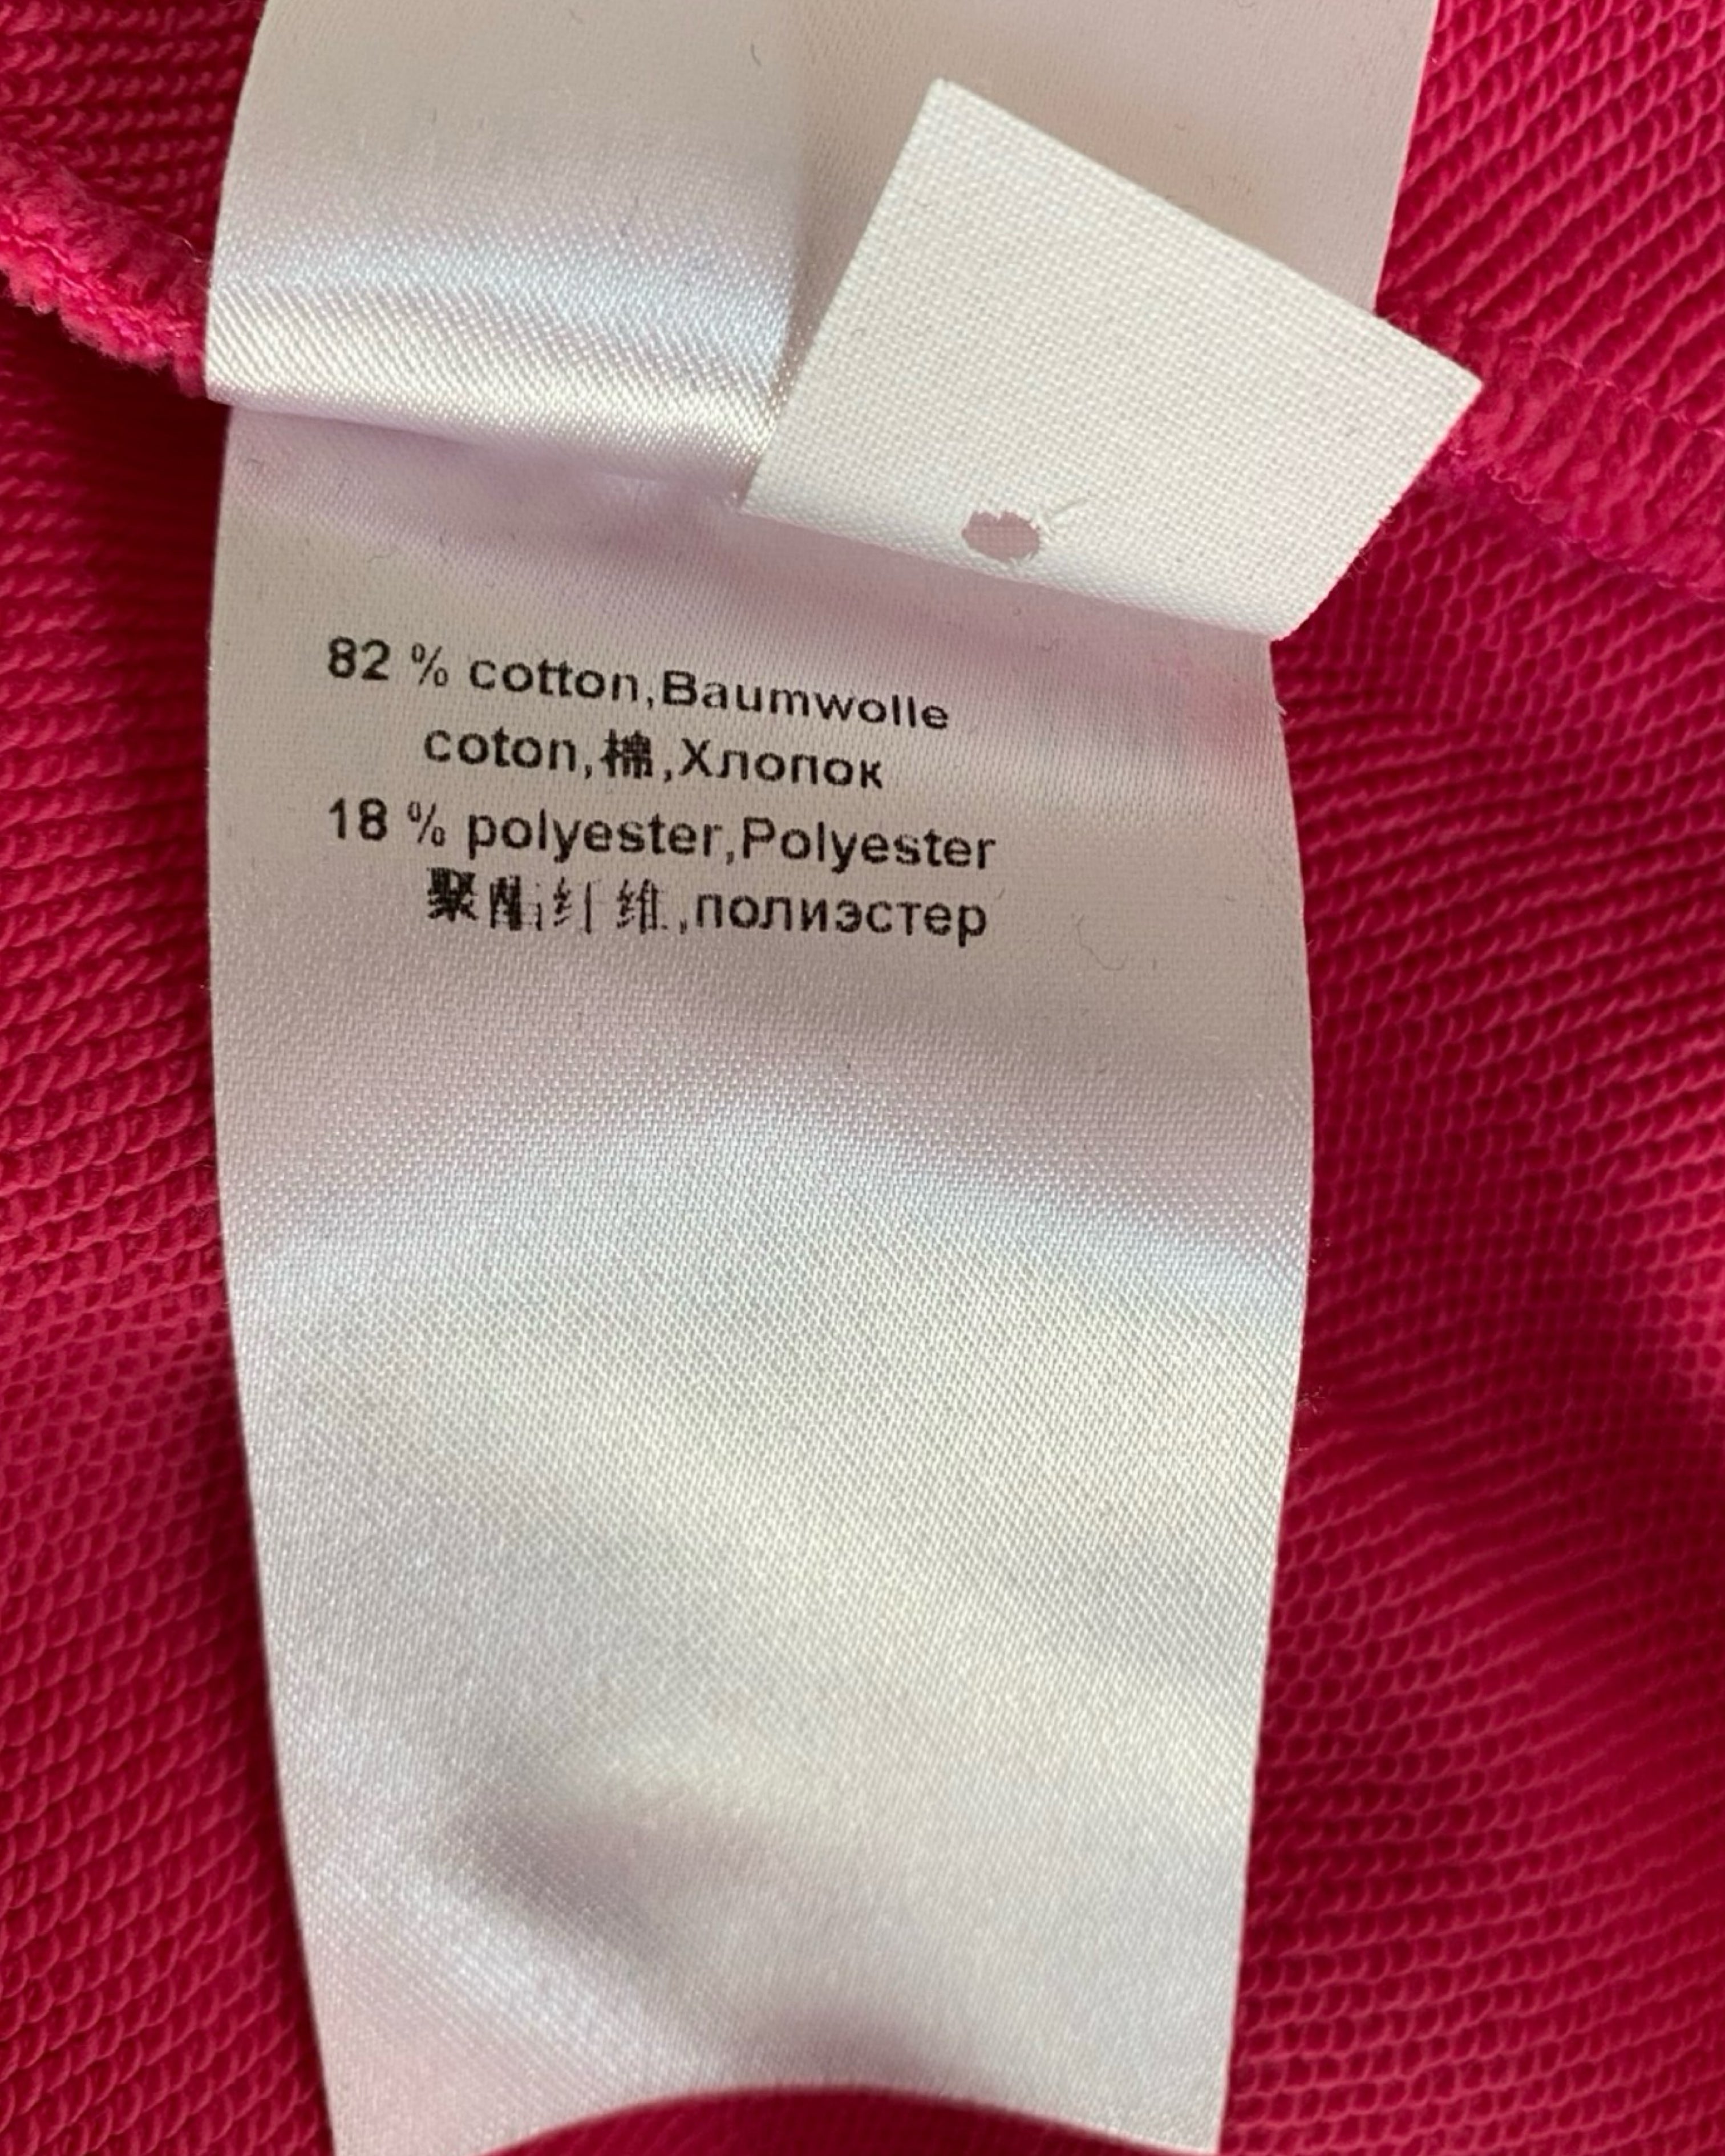 82 % cotton,Baumwolle
coton,棉,Хлопок
18 % polyester,Polyester
聚酯纤维,полиэстер